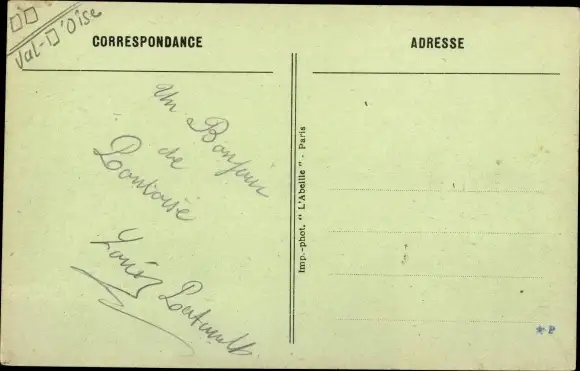 Val-D'Oise
CORRESPONDANCE
ADRESSE
Un Bonjour
de
Pontoise
Imp.-phot. " L'Abeille " - Paris